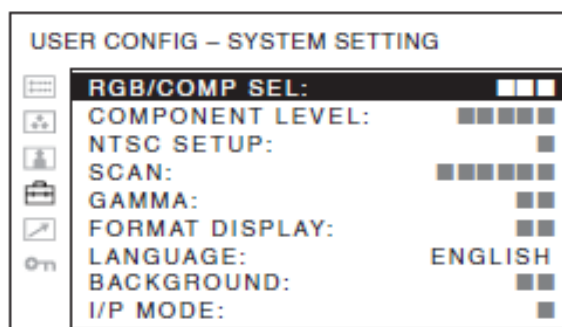 USER CONFIG – SYSTEM SETTING
RGB/COMP SEL: ■■■
COMPONENT LEVEL: ■■■■■
NTSC SETUP: ■
SCAN: ■■■■■■
GAMMA: ■■
FORMAT DISPLAY: ■■
LANGUAGE: ENGLISH
BACKGROUND: ■■
I/P MODE: ■